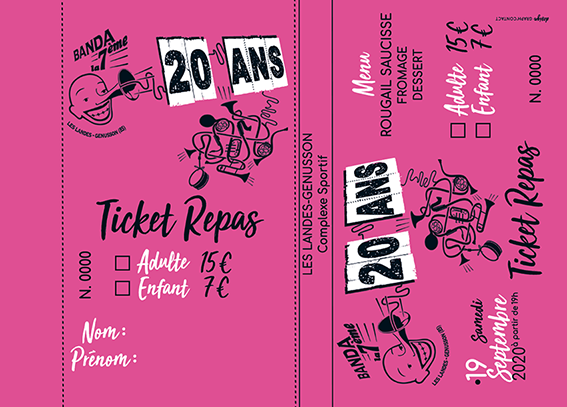 BANDA
la 7ème
20 ANS
LES LANDES-GENUSSON (85)
Ticket Repas
N. 0000
Adulte 15 €
Enfant 7 €
Nom :
Prénom :
LES LANDES-GENUSSON
Complexe Sportif
Menu
ROUGAIL SAUCISSE
FROMAGE
DESSERT
Adulte 15 €
Enfant 7 €
N. 0000
20 ANS
BANDA
la 7ème
LES LANDES-GENUSSON (85)
Ticket Repas
Samedi
19 Septembre
2020 à partir de 19h